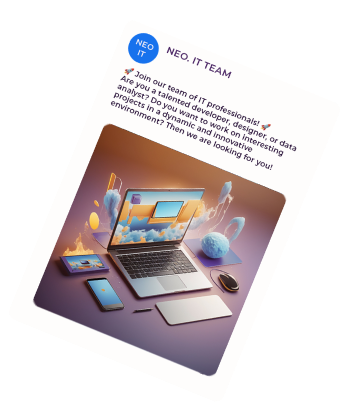 NEO
IT
NEO. IT TEAM
🚀 Join our team of IT professionals! 🚀
Are you a talented developer, designer, or data
analyst? Do you want to work on interesting
projects in a dynamic and innovative
environment? Then we are looking for you!